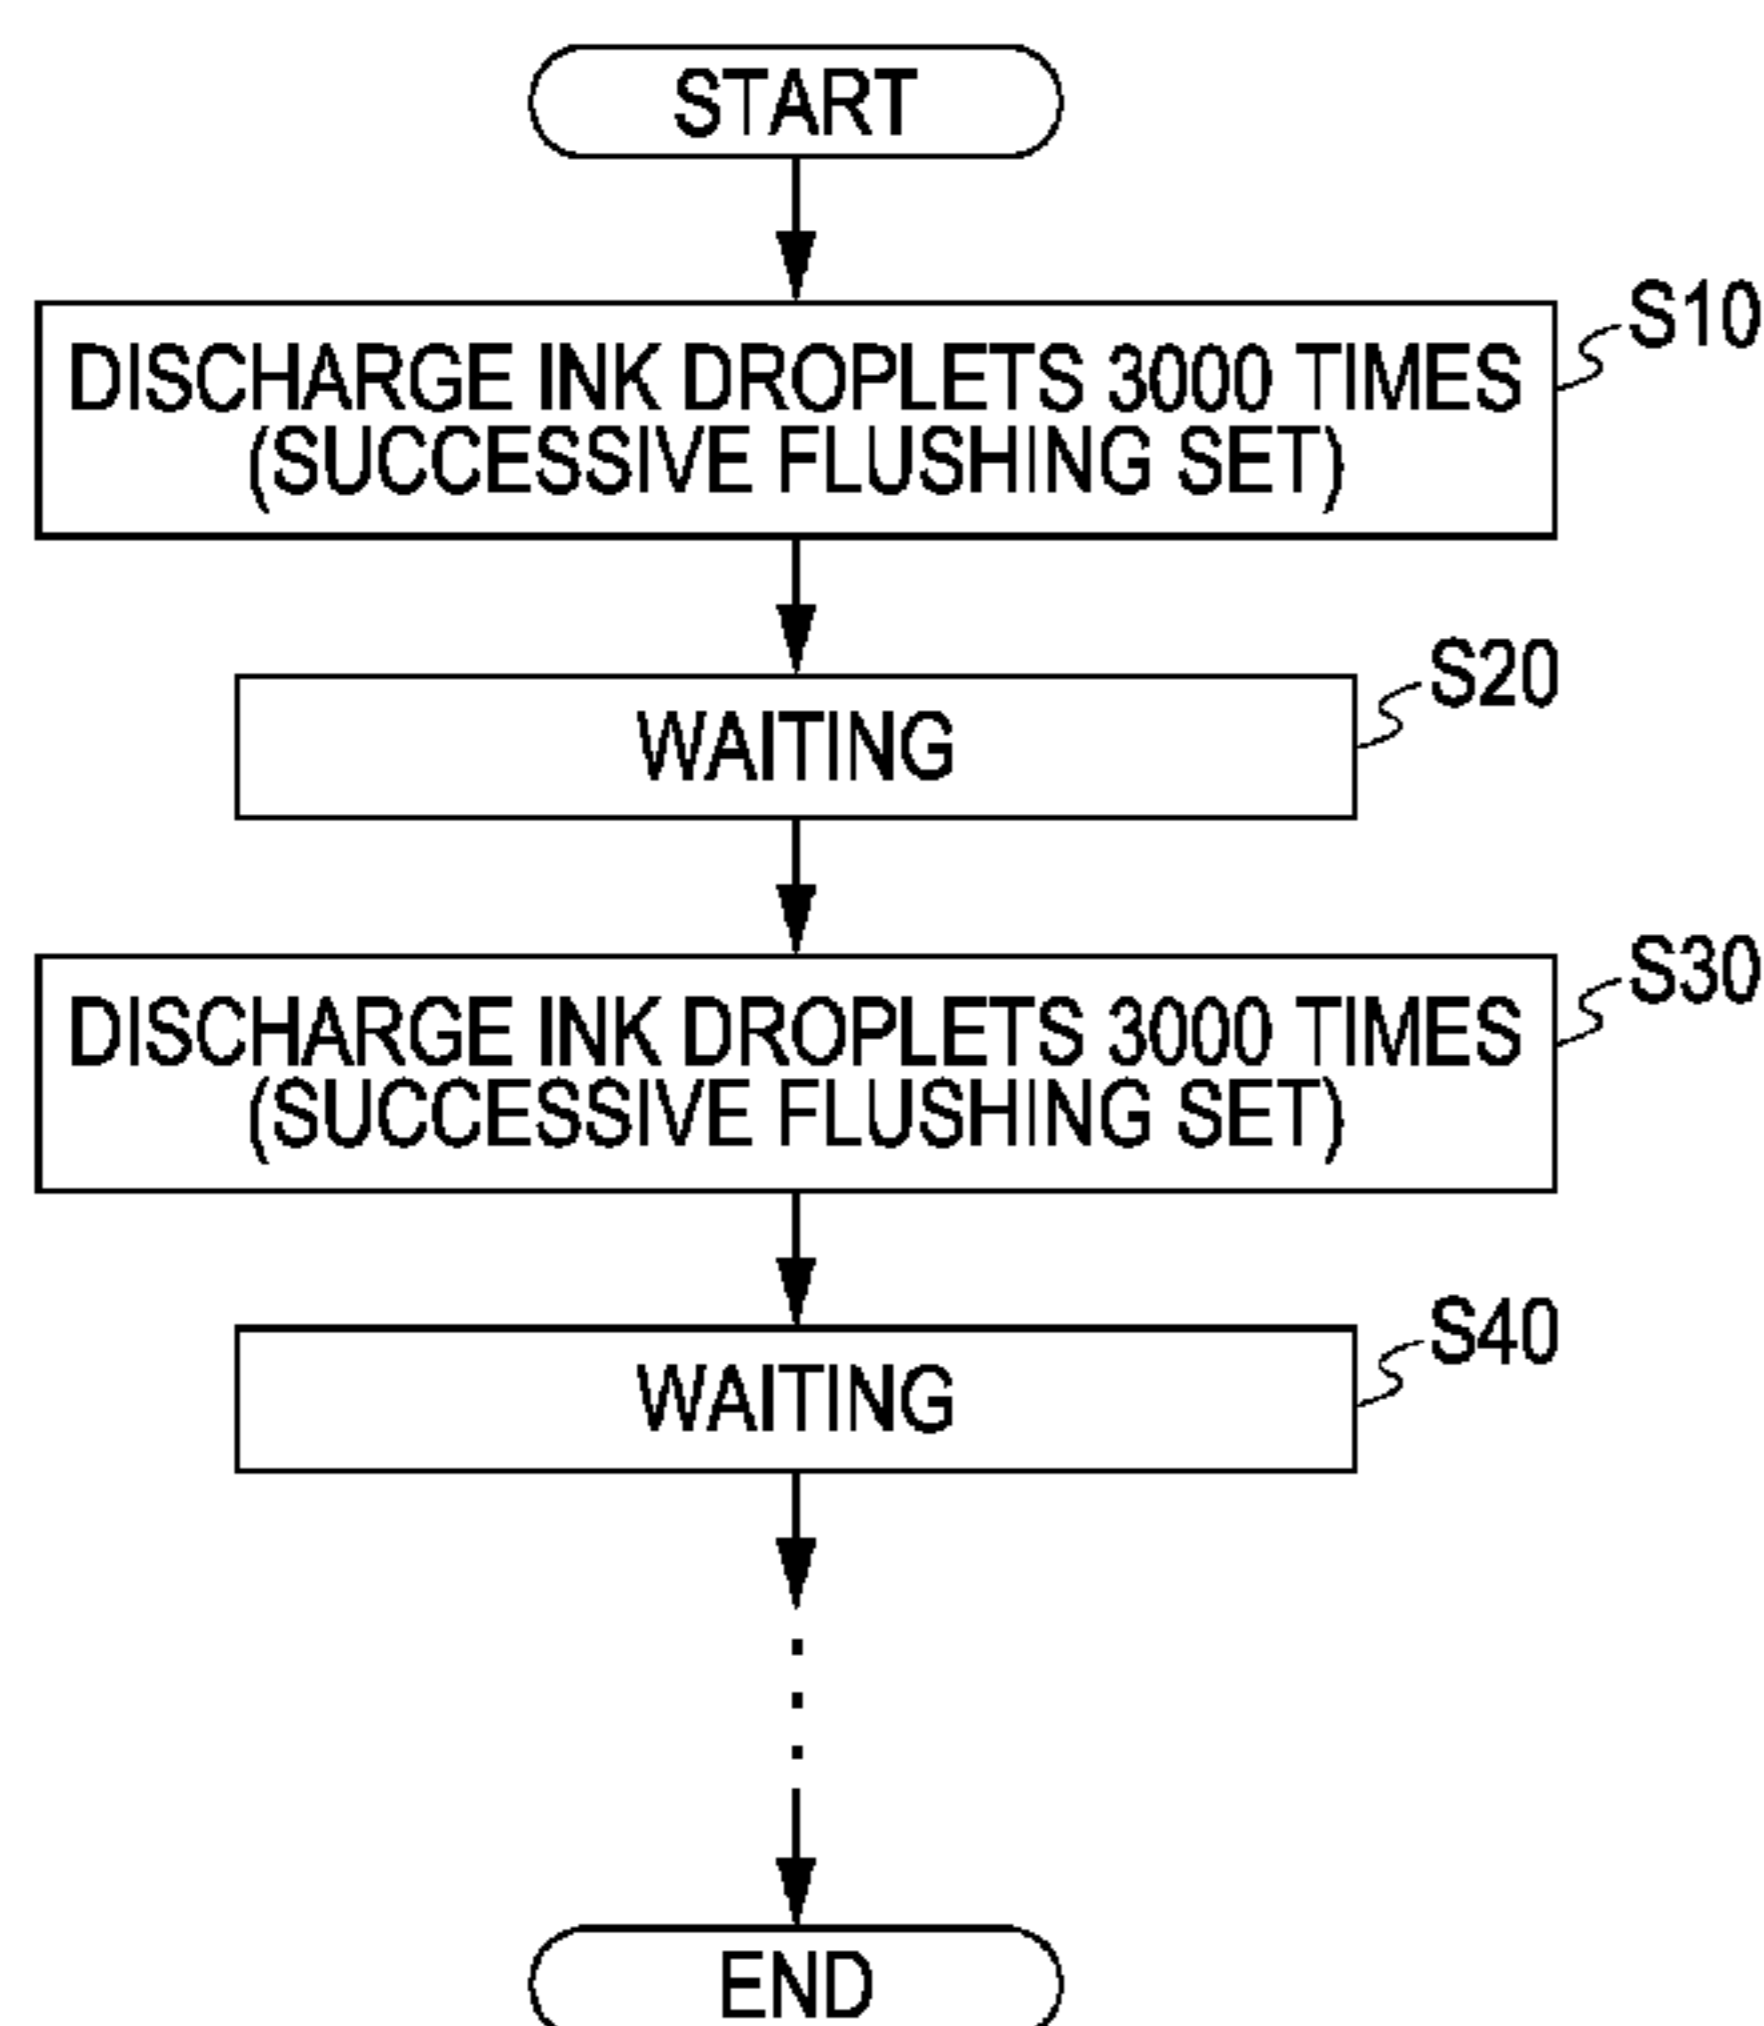 START
S10
DISCHARGE INK DROPLETS 3000 TIMES
(SUCCESSIVE FLUSHING SET)
S20
WAITING
S30
DISCHARGE INK DROPLETS 3000 TIMES
(SUCCESSIVE FLUSHING SET)
S40
WAITING
END